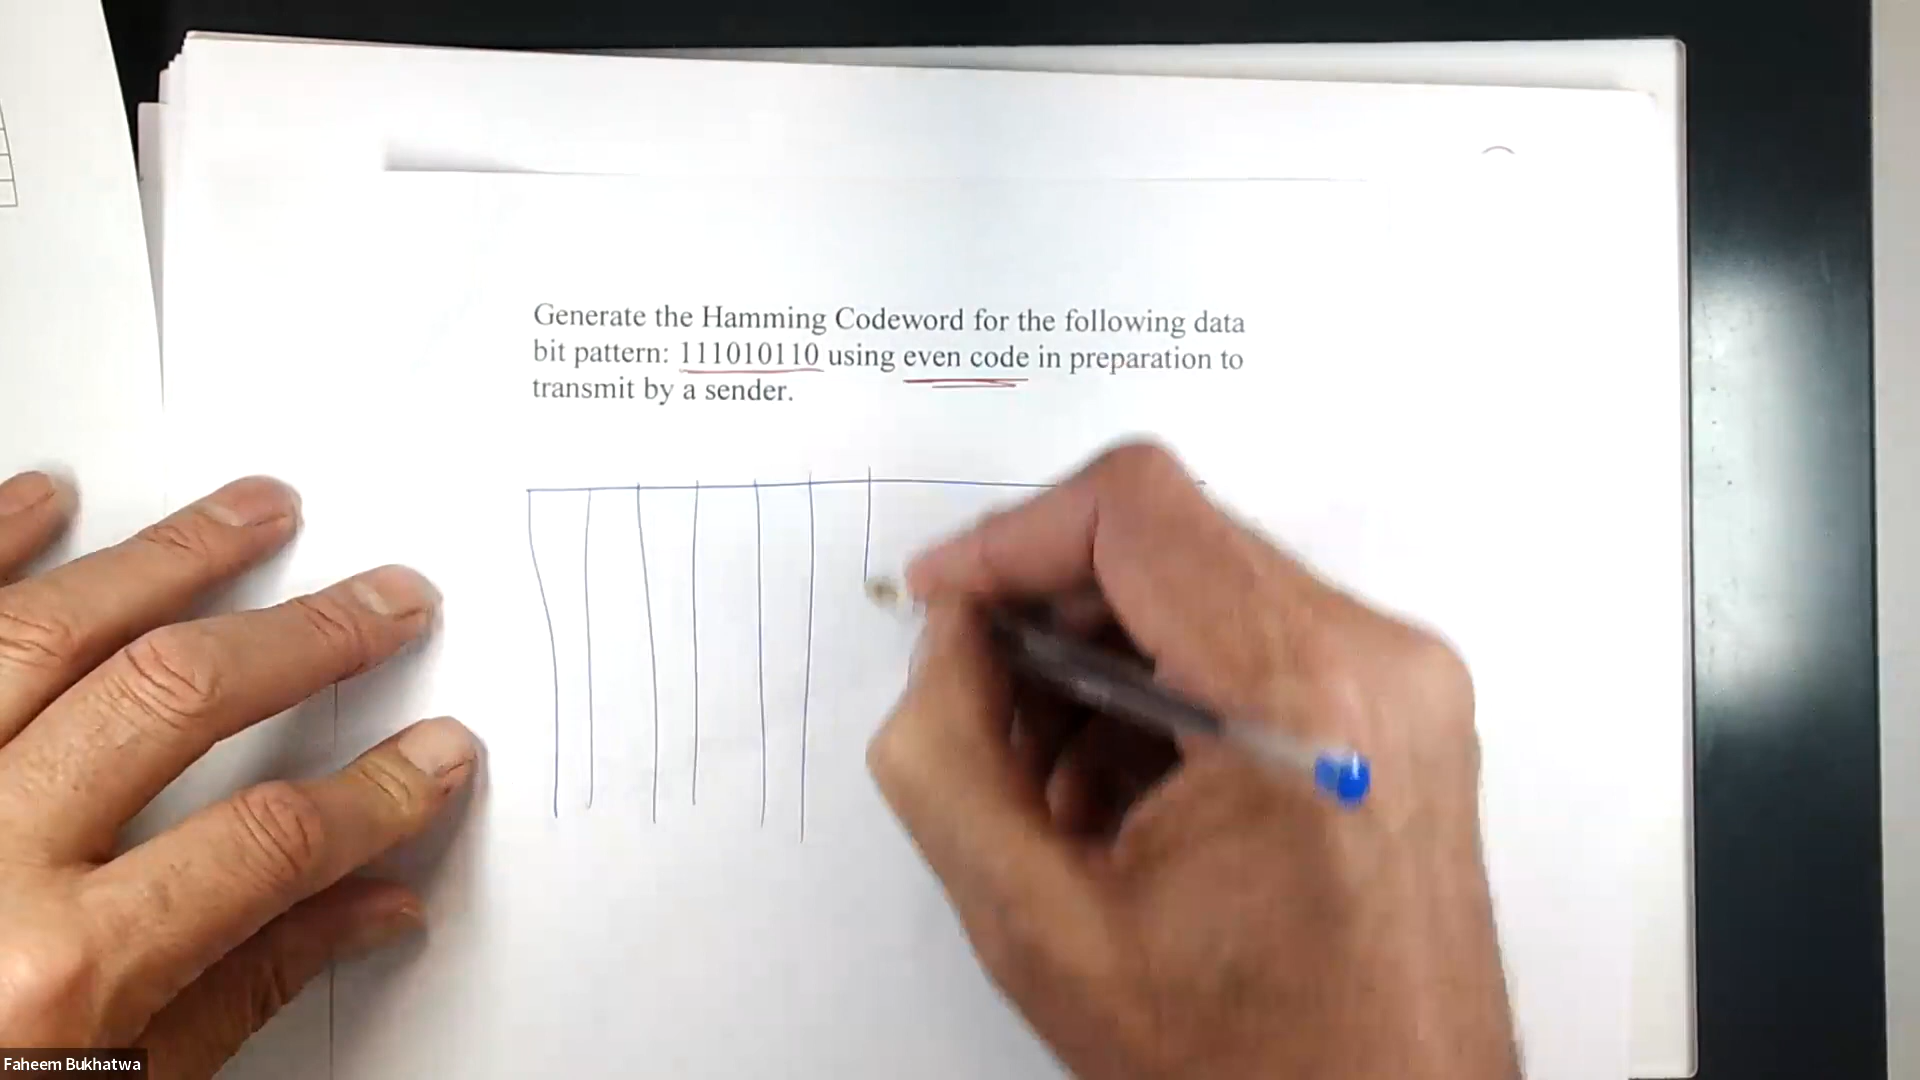 Generate the Hamming Codeword for the following data
bit pattern: 111010110 using even code in preparation to
transmit by a sender.
Faheem Bukhatwa